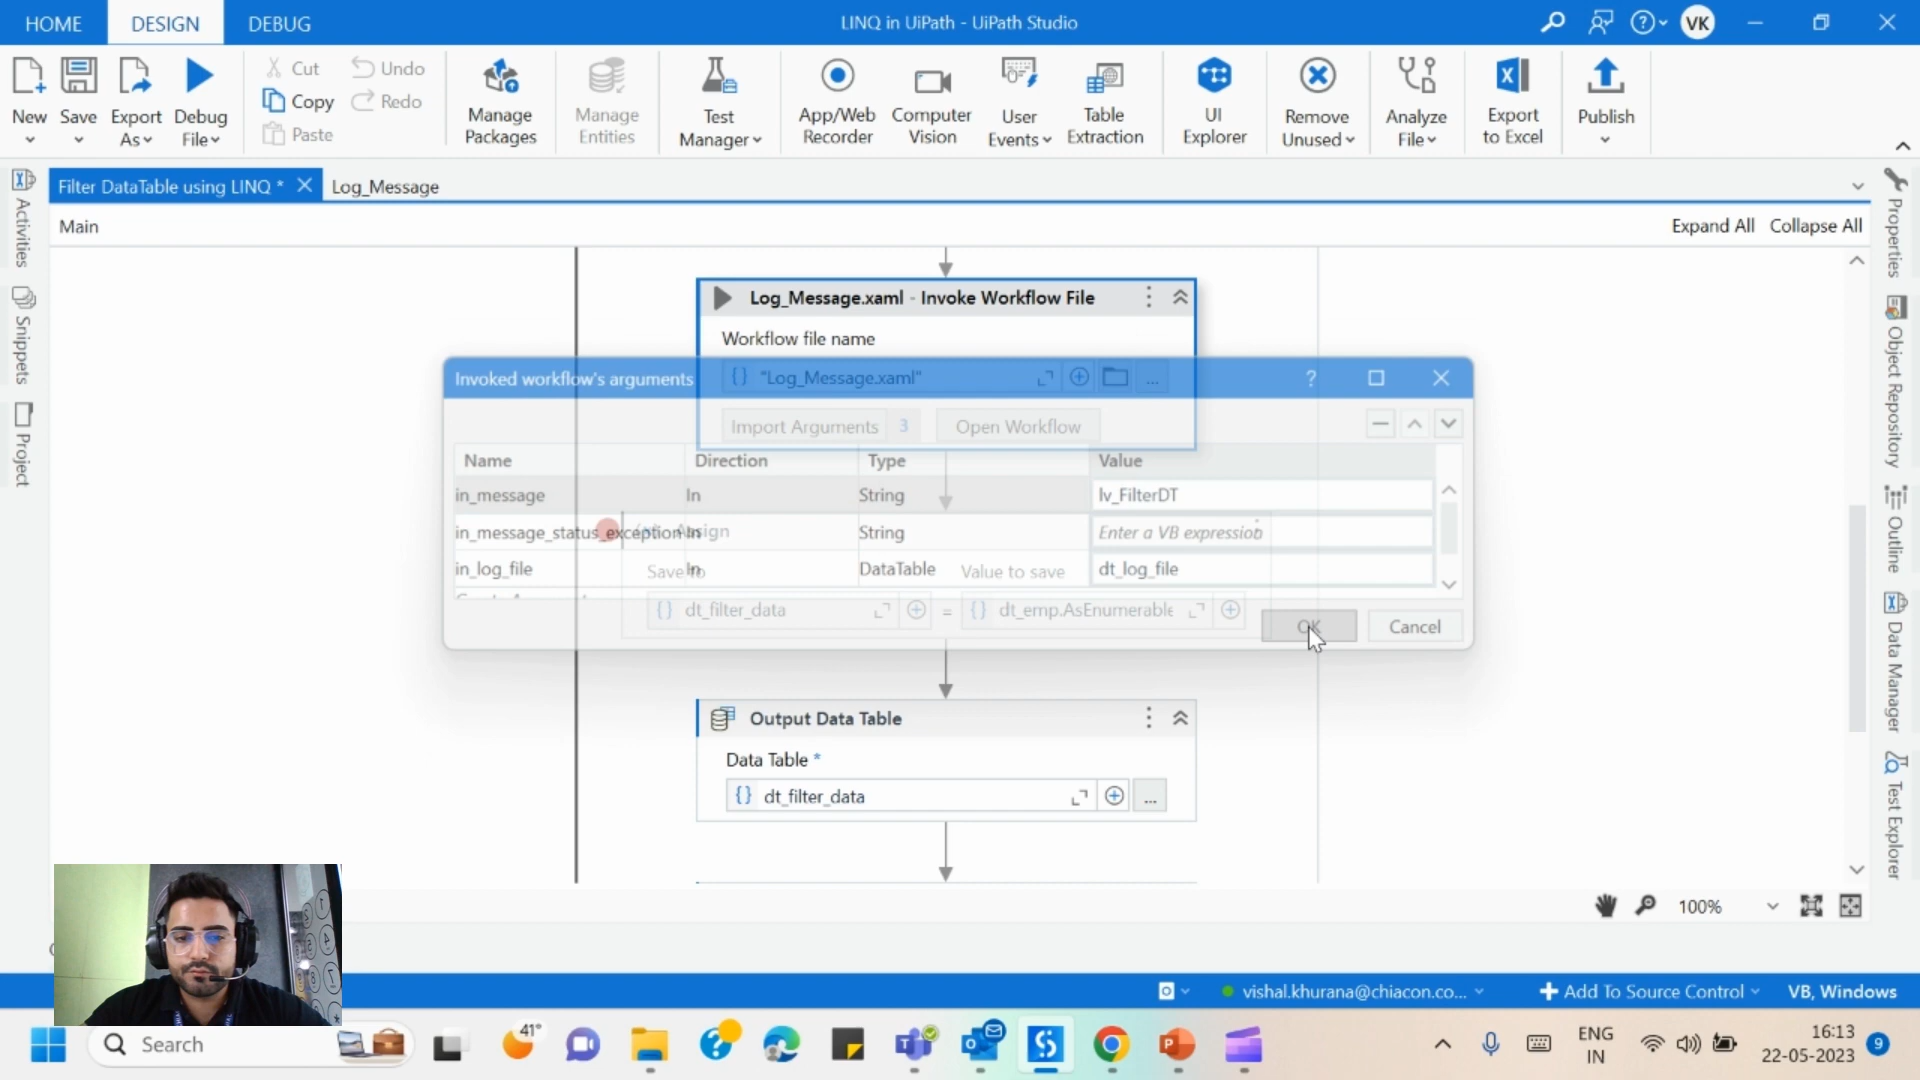 HOME DESIGN DEBUG
LINQ in UiPath - UiPath Studio
VK
New
Save
Export As
Debug File
Cut
Copy
Paste
Undo
Redo
Manage Packages
Manage Entities
Test Manager
App/Web Recorder
Computer Vision
User Events
Table Extraction
UI Explorer
Remove Unused
Analyze File
Export to Excel
Publish
Filter DataTable using LINQ *
Log_Message
Main
Expand All Collapse All
Activities
Snippets
Project
Log_Message.xaml - Invoke Workflow File
Workflow file name
"Log_Message.xaml"
...
Import Arguments 3
Open Workflow
Invoked workflow's arguments
?
Name Direction Type Value
in_message In String lv_FilterDT
in_message_status_exception In String Enter a VB expression
in_log_file In DataTable dt_log_file
Assign
Save to
Value to save
dt_filter_data = dt_emp.AsEnumerable
OK
Cancel
Output Data Table
Data Table *
dt_filter_data
...
Properties
Object Repository
Outline
Data Manager
Test Explorer
100%
vishal.khurana@chiacon.co...
Add To Source Control
VB, Windows
Search
41°
ENG
IN
16:13
22-05-2023
9